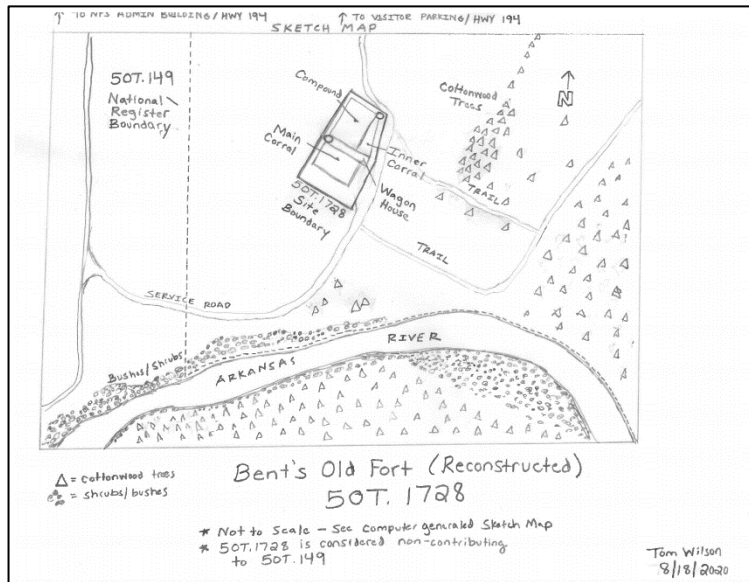 ↑ TO NPS ADMIN BUILDING/HWY 194
↑ TO VISITOR PARKING/HWY 194
SKETCH MAP
5OT.149
National
Register
Boundary
Compound
Main
Corral
Inner
Corral
Wagon
House
5OT.1728
Site
Boundary
Cottonwood
Trees
N
TRAIL
TRAIL
SERVICE ROAD
Bushes/Shrubs
ARKANSAS
RIVER
△ = cottonwood trees
= shrubs/bushes
Bent's Old Fort (Reconstructed)
5OT. 1728
* Not to Scale - See Computer generated Sketch Map
* 5OT.1728 is considered non-contributing
to 5OT.149
Tom Wilson
8/18/2020